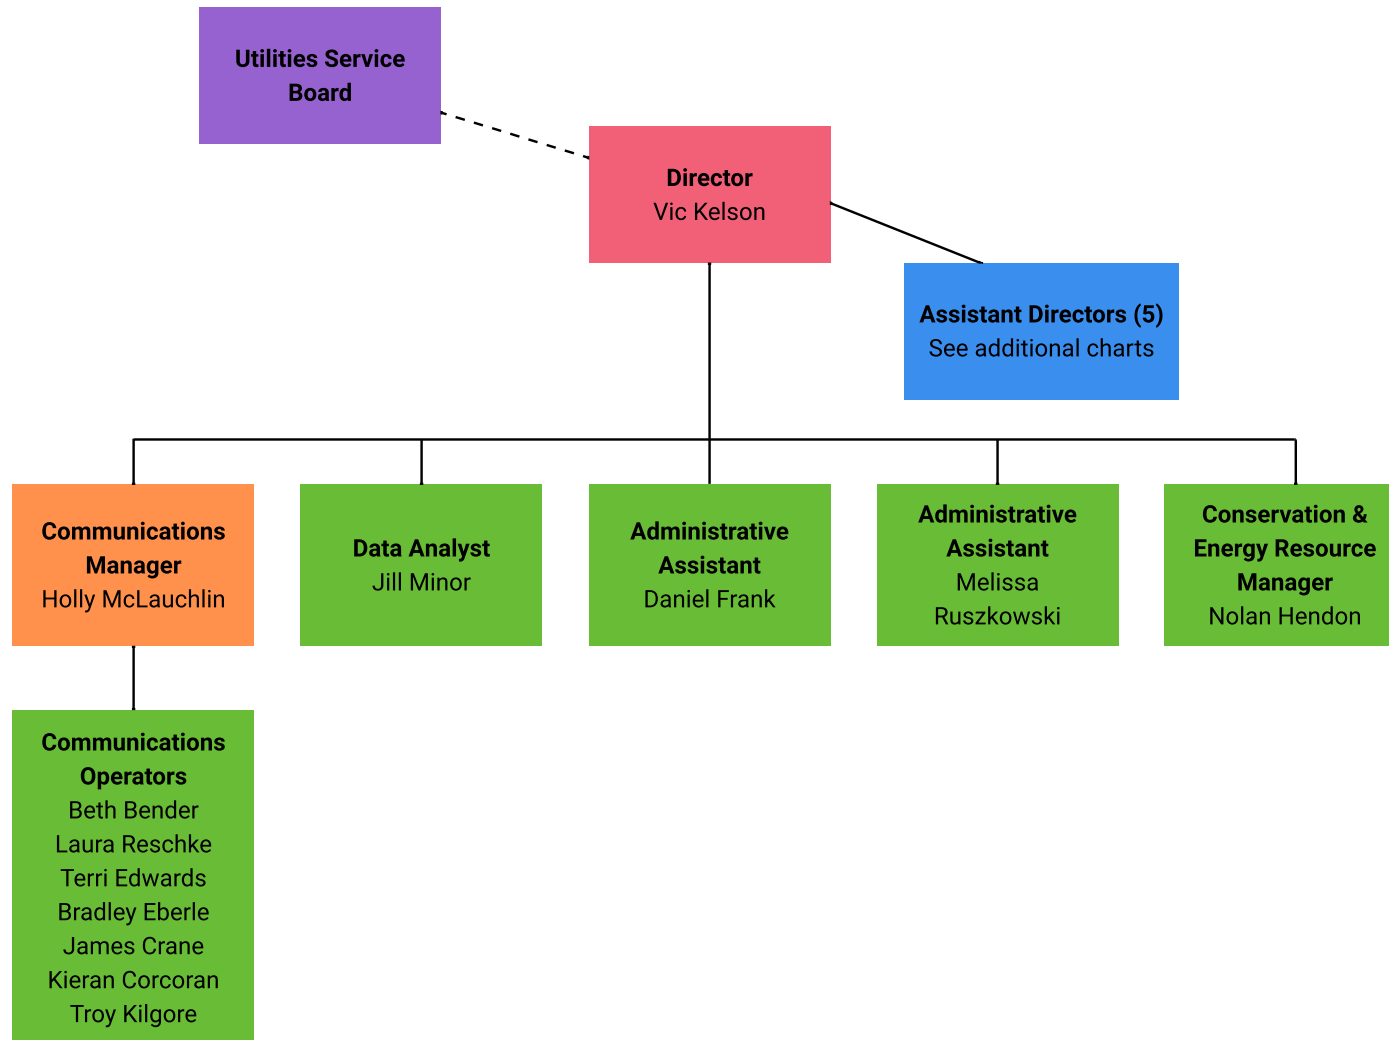 Utilities Service
Board
Director
Vic Kelson
Assistant Directors (5)
See additional charts
Communications
Manager
Holly McLauchlin
Data Analyst
Jill Minor
Administrative
Assistant
Daniel Frank
Administrative
Assistant
Melissa
Ruszkowski
Conservation &
Energy Resource
Manager
Nolan Hendon
Communications
Operators
Beth Bender
Laura Reschke
Terri Edwards
Bradley Eberle
James Crane
Kieran Corcoran
Troy Kilgore